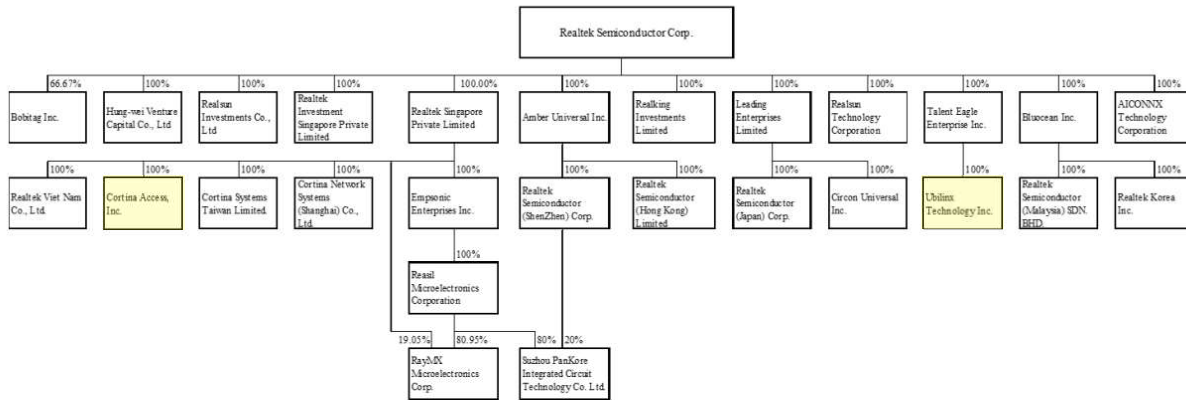 Realtek Semiconductor Corp.
66.67%
100%
100%
100%
100.00%
100%
100%
100%
100%
100%
100%
100%
Bobitag Inc.
Hung-wei Venture
Capital Co., Ltd
Realsun
Investments Co.,
Ltd
Realtek
Investment
Singapore Private
Limited
Realtek Singapore
Private Limited
Amber Universal Inc.
Realking
Investments
Limited
Leading
Enterprises
Limited
Realsun
Technology
Corporation
Talent Eagle
Enterprise Inc.
Bluocean Inc.
AICONNX
Technology
Corporation
100%
100%
100%
100%
100%
100%
100%
100%
100%
100%
100%
100%
Realtek Viet Nam
Co., Ltd.
Cortina Access,
Inc.
Cortina Systems
Taiwan Limited.
Cortina Network
Systems
(Shanghai) Co.,
Ltd.
Empsonic
Enterprises Inc.
Realtek
Semiconductor
(ShenZhen) Corp.
Realtek
Semiconductor
(Hong Kong)
Limited
Realtek
Semiconductor
(Japan) Corp.
Circon Universal
Inc.
Ubilinx
Technology Inc.
Realtek
Semiconductor
(Malaysia) SDN.
BHD.
Realtek Korea
Inc.
100%
Reasil
Microelectronics
Corporation
19.05%
80.95%
80%
20%
RayMX
Microelectronics
Corp.
Suzhou PanKore
Integrated Circuit
Technology Co. Ltd.